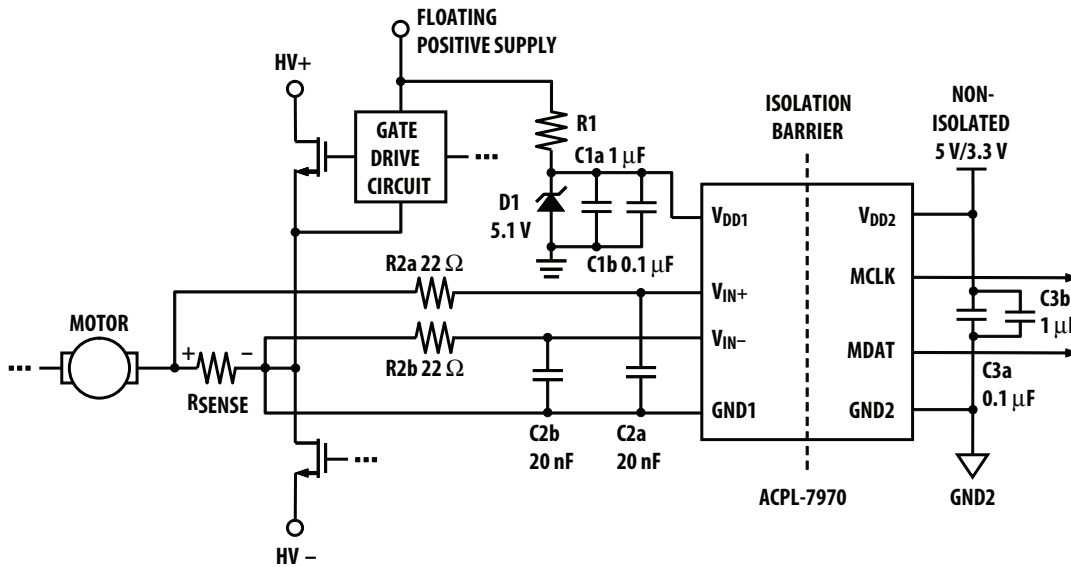 FLOATING
POSITIVE SUPPLY
HV+
GATE
DRIVE
CIRCUIT
R1
C1a 1 μF
D1
5.1 V
C1b 0.1 μF
ISOLATION
BARRIER
NON-
ISOLATED
5 V/3.3 V
VDD1
VDD2
R2a 22 Ω
VIN+
MCLK
C3b
1 μF
MOTOR
+
–
RSENSE
R2b 22 Ω
VIN–
MDAT
C3a
0.1 μF
GND1
GND2
C2b
20 nF
C2a
20 nF
ACPL-7970
GND2
HV –